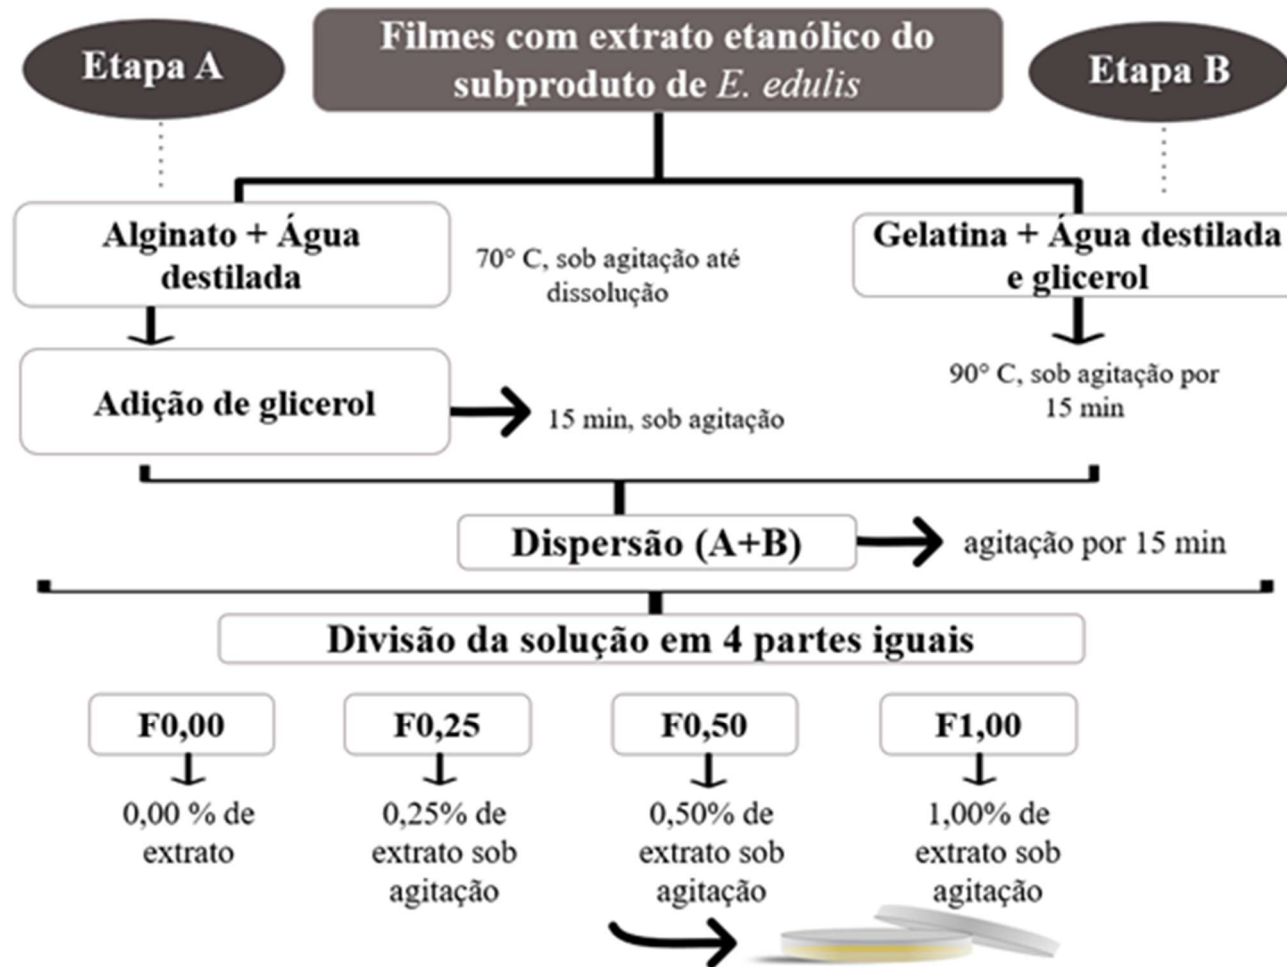 Etapa A
Filmes com extrato etanólico do
subproduto de E. edulis
Etapa B
Alginato + Água
destilada
70° C, sob agitação até
dissolução
Gelatina + Água destilada
e glicerol
Adição de glicerol
15 min, sob agitação
90° C, sob agitação por
15 min
Dispersão (A+B)
agitação por 15 min
Divisão da solução em 4 partes iguais
F0,00
F0,25
F0,50
F1,00
0,00 % de
extrato
0,25% de
extrato sob
agitação
0,50% de
extrato sob
agitação
1,00% de
extrato sob
agitação